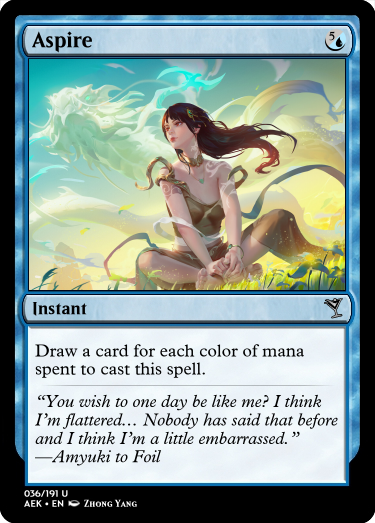 Aspire
5
Instant
Draw a card for each color of mana
spent to cast this spell.
“You wish to one day be like me? I think
I’m flattered… Nobody has said that before
and I think I’m a little embarrassed.”
—Amyuki to Foil
036/191 U
AEK • EN Zhong Yang